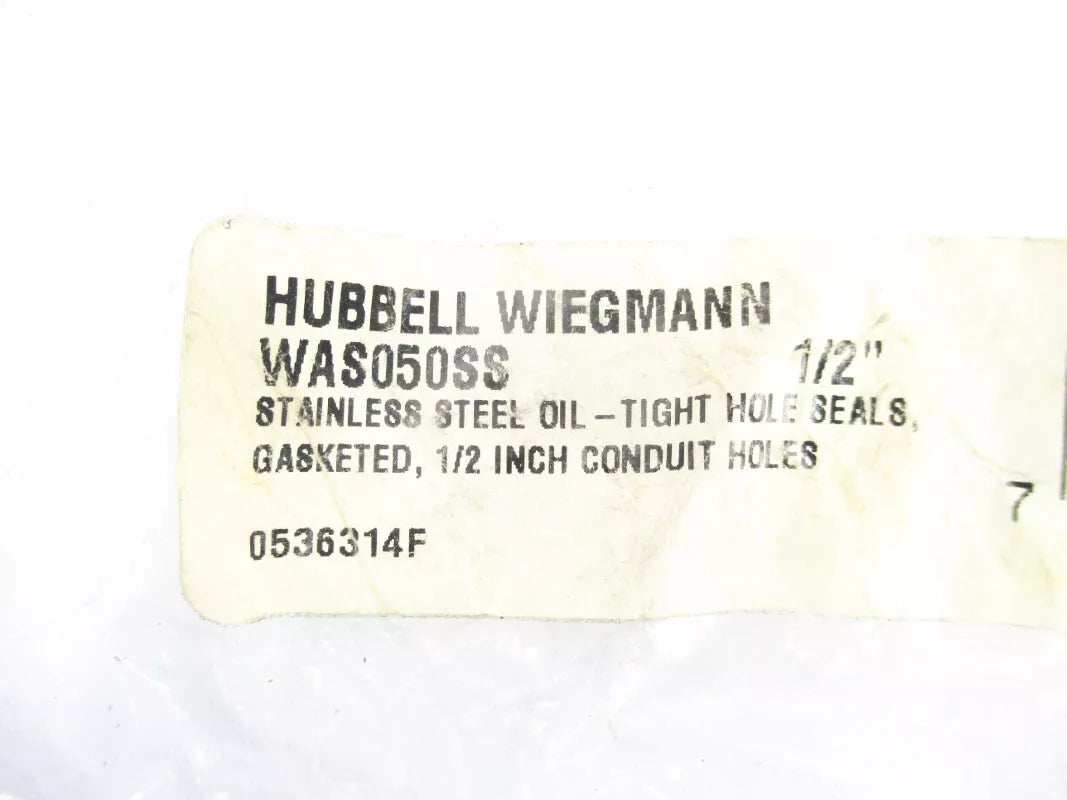 HUBBELL WIEGMANN
WAS050SS 1/2"
STAINLESS STEEL OIL-TIGHT HOLE SEALS,
GASKETED, 1/2 INCH CONDUIT HOLES
7
0536314F